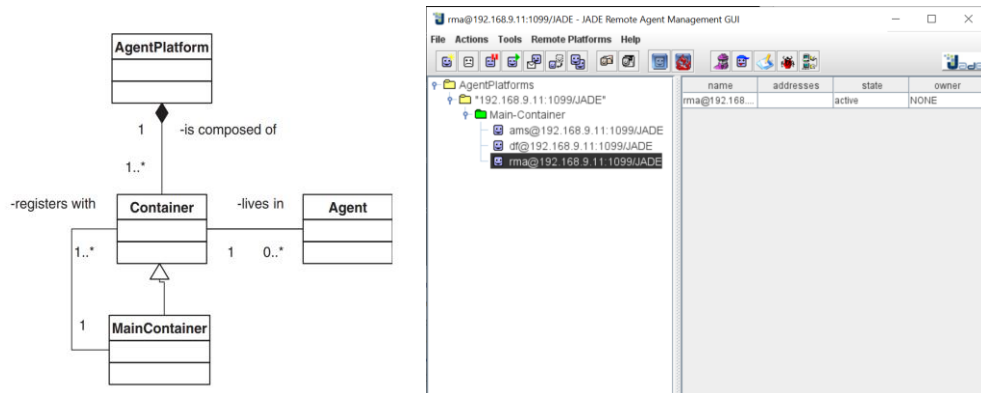 AgentPlatform
1
-is composed of
1..*
-registers with
Container
-lives in
Agent
1..*
1
0..*
1
MainContainer
rma@192.168.9.11:1099/JADE - JADE Remote Agent Management GUI
File Actions Tools Remote Platforms Help
Jade
AgentPlatforms
"192.168.9.11:1099/JADE"
Main-Container
ams@192.168.9.11:1099/JADE
df@192.168.9.11:1099/JADE
rma@192.168.9.11:1099/JADE
name addresses state owner
rma@192.168.... active NONE